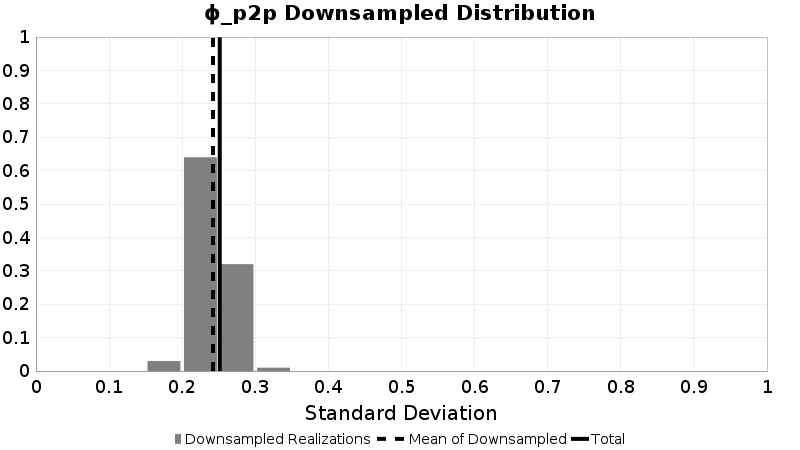 ϕ_p2p Downsampled Distribution
1
0.9
0.8
0.7
0.6
0.5
0.4
0.3
0.2
0.1
0
0 0.1 0.2 0.3 0.4 0.5 0.6 0.7 0.8 0.9 1
Standard Deviation
Downsampled Realizations Mean of Downsampled Total